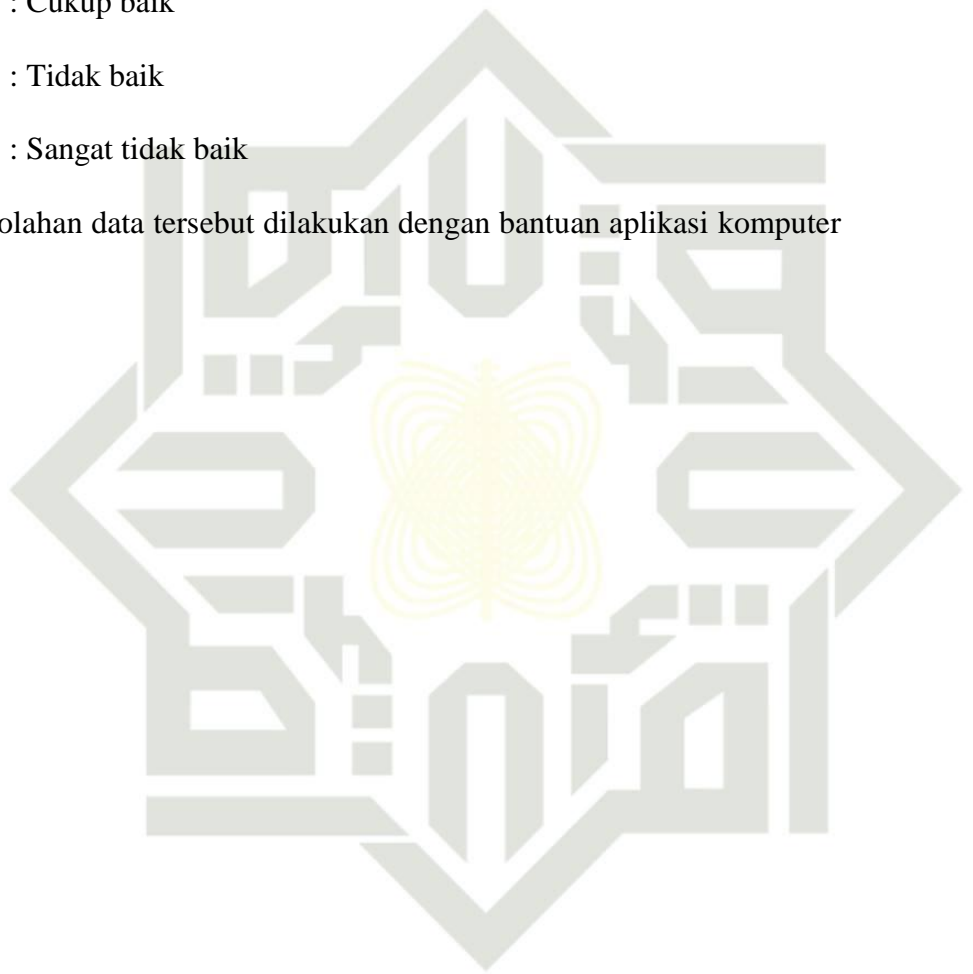 : Cukup baik
: Tidak baik
: Sangat tidak baik
olahan data tersebut dilakukan dengan bantuan aplikasi komputer